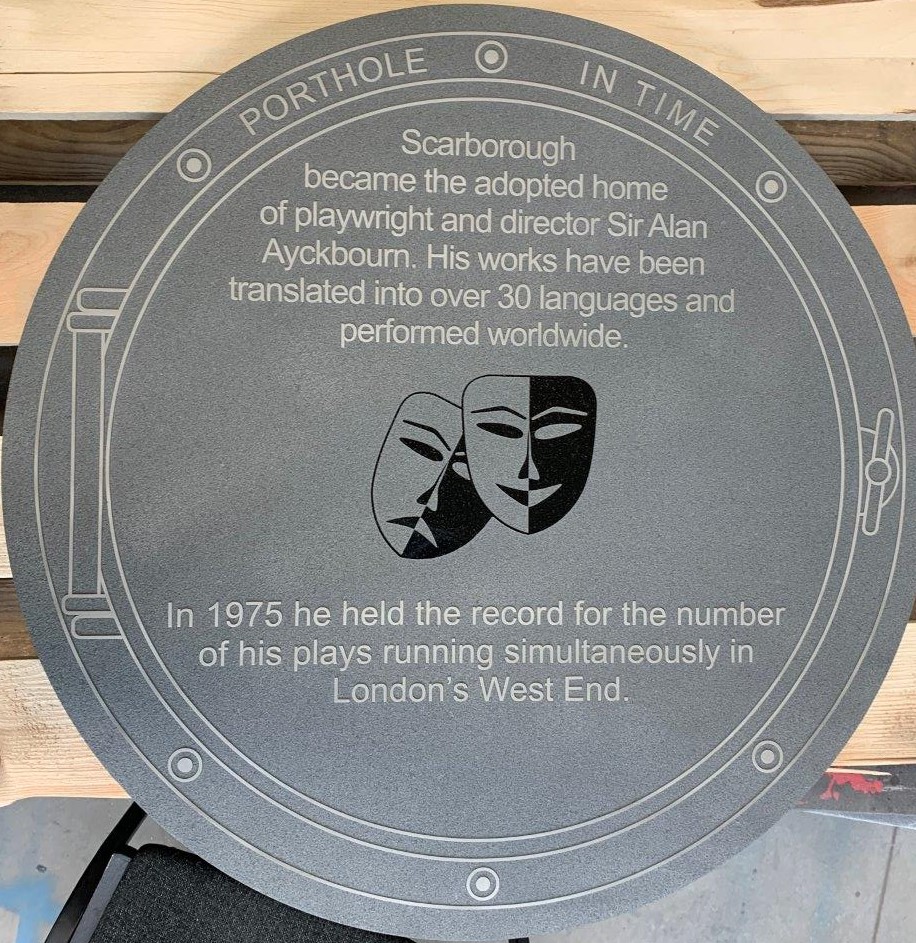 PORTHOLE IN TIME
Scarborough
became the adopted home
of playwright and director Sir Alan
Ayckbourn. His works have been
translated into over 30 languages and
performed worldwide.
In 1975 he held the record for the number
of his plays running simultaneously in
London's West End.